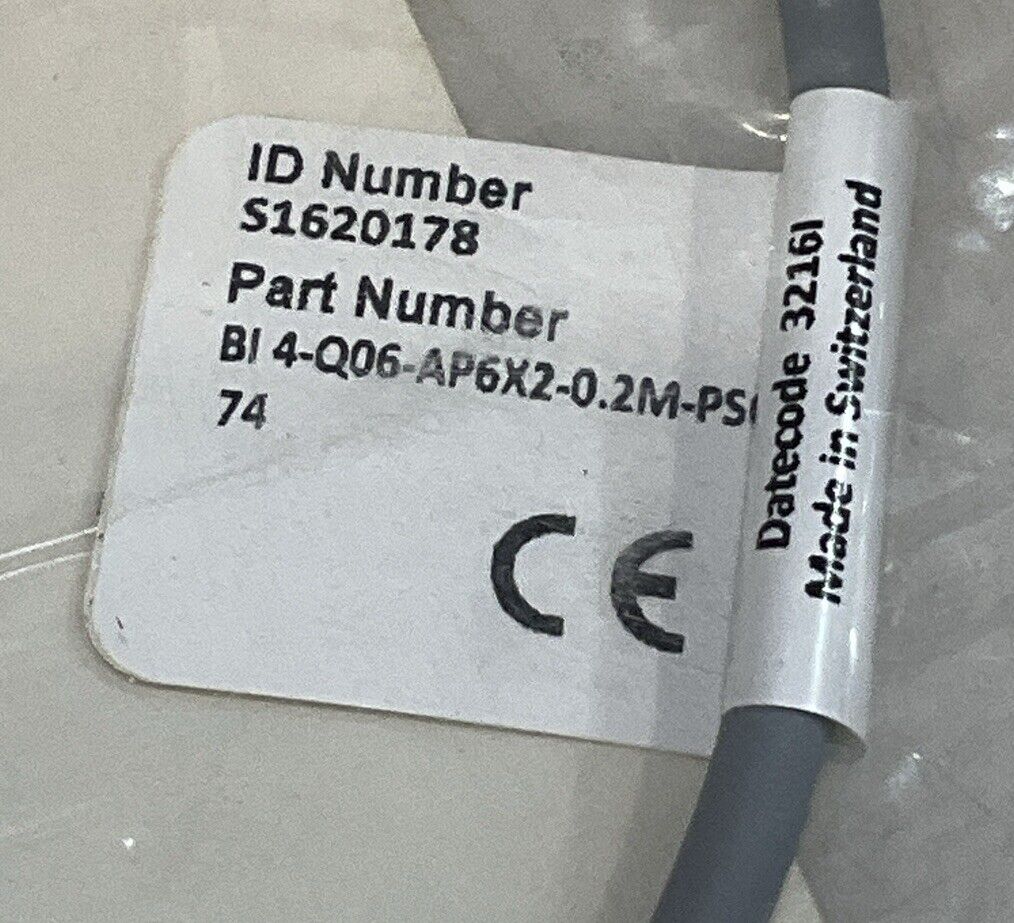 ID Number
S1620178
Part Number
BI 4-Q06-AP6X2-0.2M-PS
74
CE
Datecode 3216I
Made in Switzerland